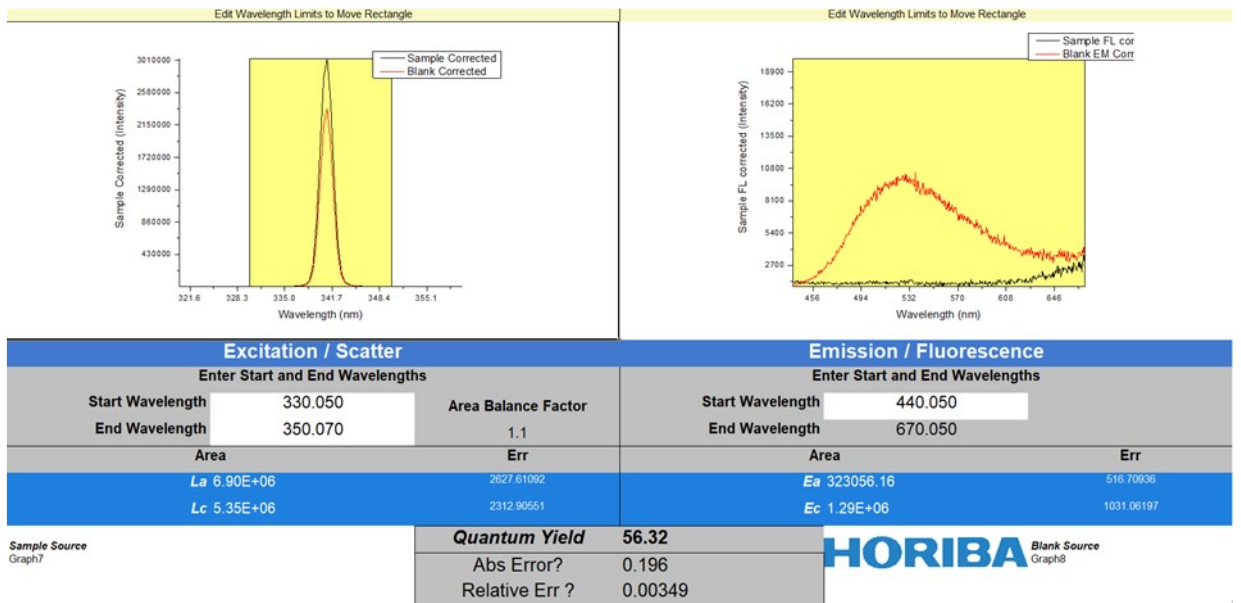 Edit Wavelength Limits to Move Rectangle
Sample Corrected
Blank Corrected
Sample Corrected (Intensity)
3010000
2580000
2150000
1720000
1290000
860000
430000
321.6 328.3 335.0 341.7 348.4 355.1
Wavelength (nm)
Edit Wavelength Limits to Move Rectangle
Sample FL cor
Blank EM Corr
Sample FL corrected (Intensity)
18900
16200
13500
10800
8100
5400
2700
456 494 532 570 608 646
Wavelength (nm)
Excitation / Scatter
Enter Start and End Wavelengths
Start Wavelength 330.050
End Wavelength 350.070
Area Balance Factor
1.1
Area Err
La 6.90E+06 2627.61092
Lc 5.35E+06 2312.90551
Emission / Fluorescence
Enter Start and End Wavelengths
Start Wavelength 440.050
End Wavelength 670.050
Area Err
Ea 323056.16 516.70936
Ec 1.29E+06 1031.06197
Sample Source
Graph7
Quantum Yield 56.32
Abs Error? 0.196
Relative Err ? 0.00349
HORIBA
Blank Source
Graph8